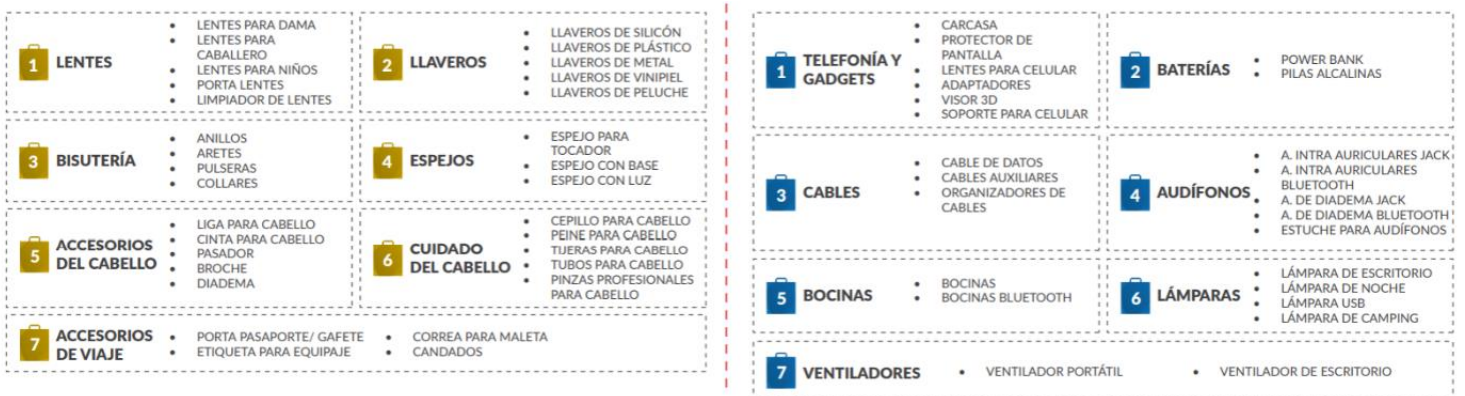 1 LENTES
• LENTES PARA DAMA
• LENTES PARA
CABALLERO
• LENTES PARA NIÑOS
• PORTA LENTES
• LIMPIADOR DE LENTES
2 LLAVEROS
• LLAVEROS DE SILICÓN
• LLAVEROS DE PLÁSTICO
• LLAVEROS DE METAL
• LLAVEROS DE VINIPIEL
• LLAVEROS DE PELUCHE
3 BISUTERÍA
• ANILLOS
• ARETES
• PULSERAS
• COLLARES
4 ESPEJOS
• ESPEJO PARA
TOCADOR
• ESPEJO CON BASE
• ESPEJO CON LUZ
5 ACCESORIOS
DEL CABELLO
• LIGA PARA CABELLO
• CINTA PARA CABELLO
• PASADOR
• BROCHE
• DIADEMA
6 CUIDADO
DEL CABELLO
• CEPILLO PARA CABELLO
• PEINE PARA CABELLO
• TIJERAS PARA CABELLO
• TUBOS PARA CABELLO
• PINZAS PROFESIONALES
PARA CABELLO
7 ACCESORIOS
DE VIAJE
• PORTA PASAPORTE/ GAFETE
• ETIQUETA PARA EQUIPAJE
• CORREA PARA MALETA
• CANDADOS
1 TELEFONÍA Y
GADGETS
• CARCASA
• PROTECTOR DE
PANTALLA
• LENTES PARA CELULAR
• ADAPTADORES
• VISOR 3D
• SOPORTE PARA CELULAR
2 BATERÍAS
• POWER BANK
• PILAS ALCALINAS
3 CABLES
• CABLE DE DATOS
• CABLES AUXILIARES
• ORGANIZADORES DE
CABLES
4 AUDÍFONOS
• A. INTRA AURICULARES JACK
• A. INTRA AURICULARES
BLUETOOTH
• A. DE DIADEMA JACK
• A. DE DIADEMA BLUETOOTH
• ESTUCHE PARA AUDÍFONOS
5 BOCINAS
• BOCINAS
• BOCINAS BLUETOOTH
6 LÁMPARAS
• LÁMPARA DE ESCRITORIO
• LÁMPARA DE NOCHE
• LÁMPARA USB
• LÁMPARA DE CAMPING
7 VENTILADORES
• VENTILADOR PORTÁTIL
• VENTILADOR DE ESCRITORIO